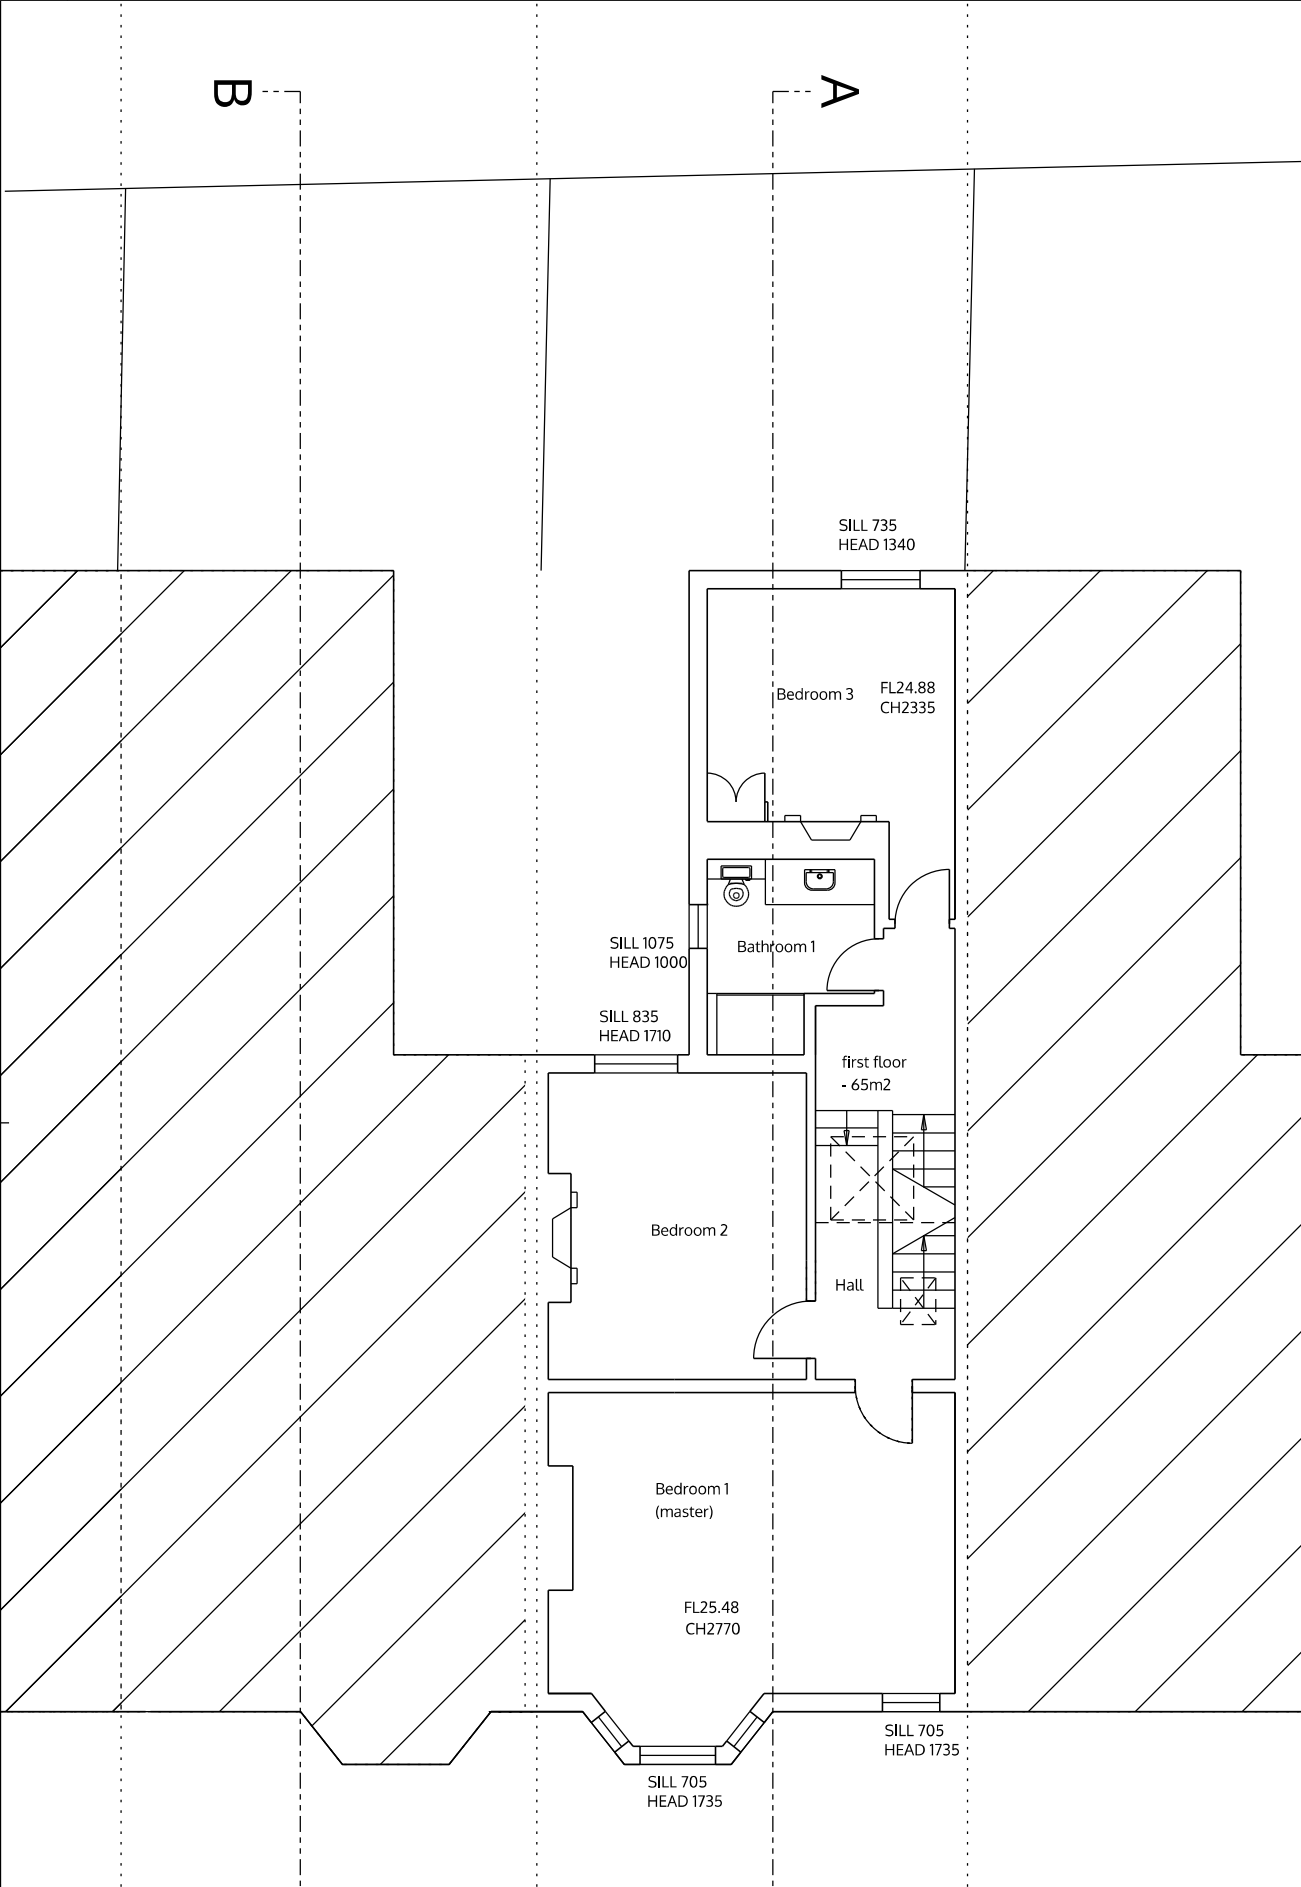 B
A
SILL 735
HEAD 1340
Bedroom 3
FL24.88
CH2335
SILL 1075
HEAD 1000
Bathroom 1
SILL 835
HEAD 1710
first floor
- 65m2
Bedroom 2
Hall
Bedroom 1
(master)
FL25.48
CH2770
SILL 705
HEAD 1735
SILL 705
HEAD 1735